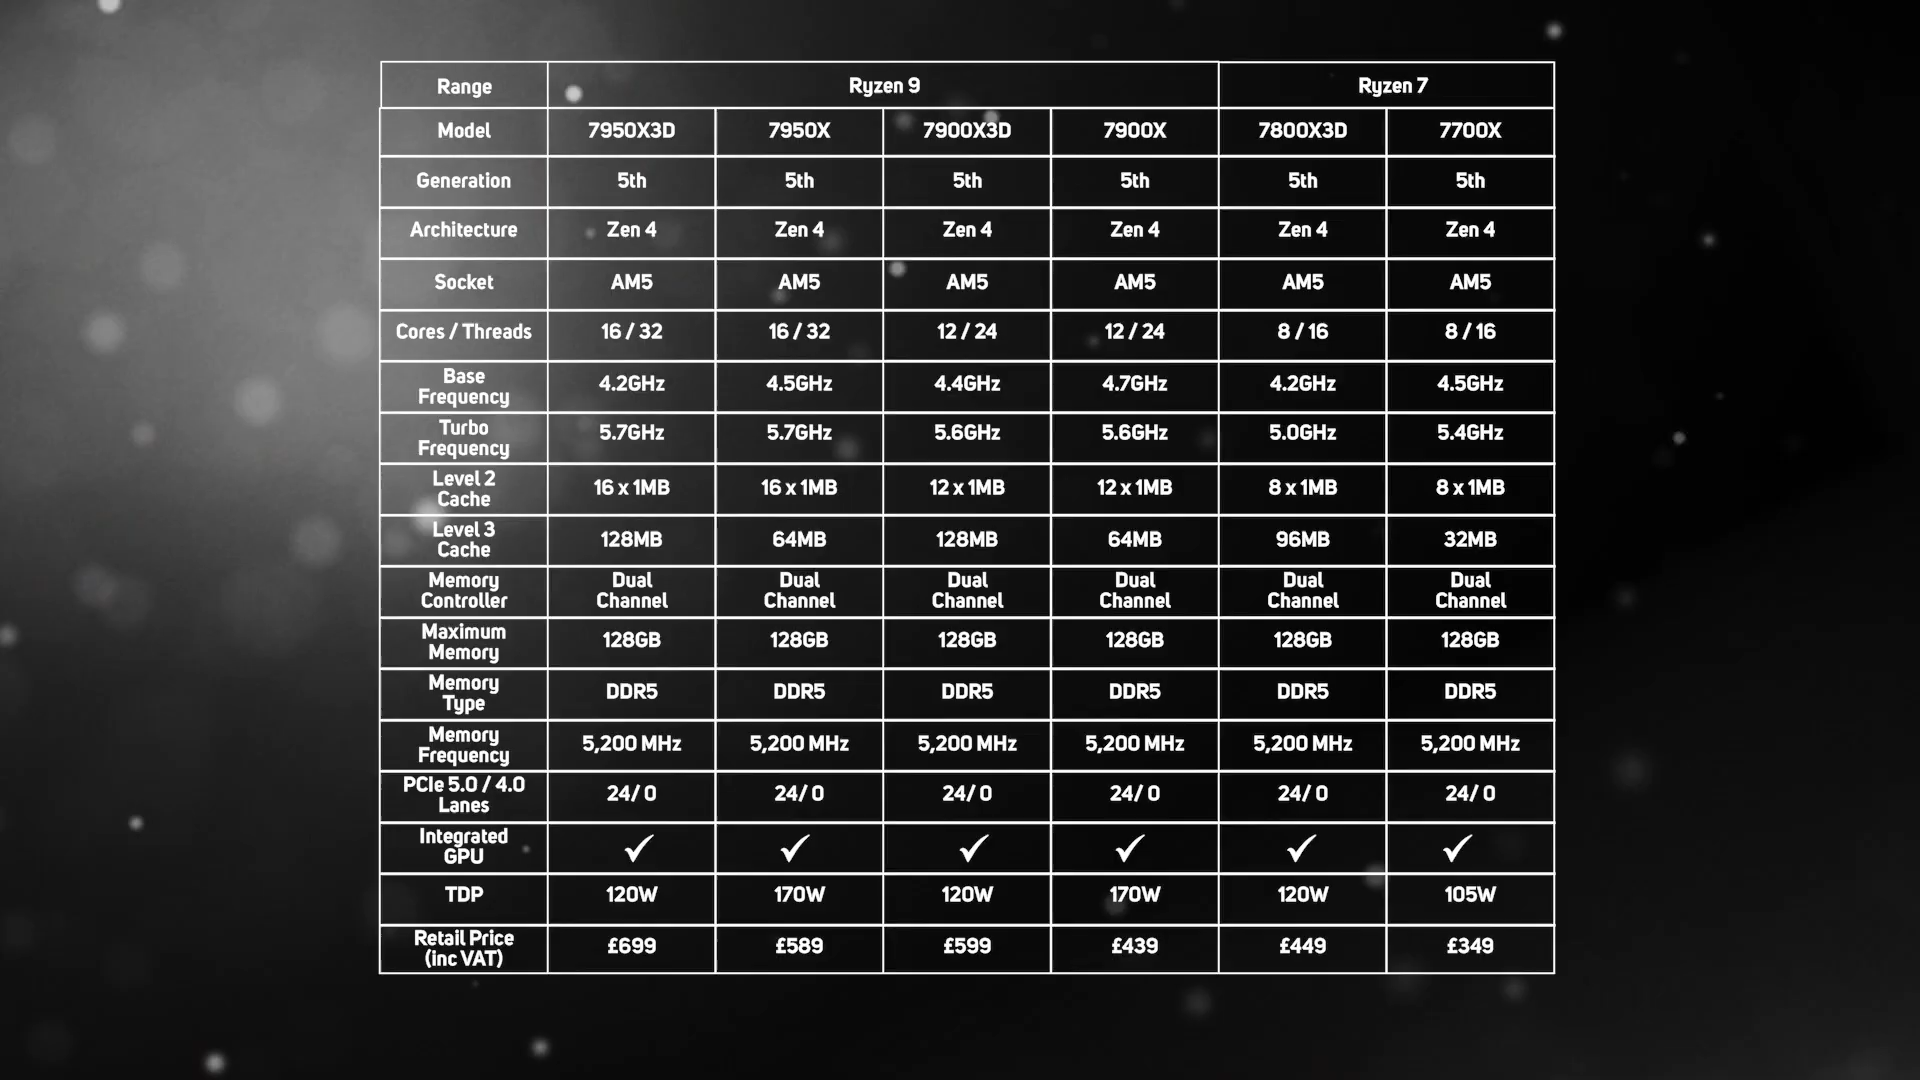 Range Ryzen 9 Ryzen 7
Model 7950X3D 7950X 7900X3D 7900X 7800X3D 7700X
Generation 5th 5th 5th 5th 5th 5th
Architecture Zen 4 Zen 4 Zen 4 Zen 4 Zen 4 Zen 4
Socket AM5 AM5 AM5 AM5 AM5 AM5
Cores / Threads 16 / 32 16 / 32 12 / 24 12 / 24 8 / 16 8 / 16
Base
Frequency 4.2GHz 4.5GHz 4.4GHz 4.7GHz 4.2GHz 4.5GHz
Turbo
Frequency 5.7GHz 5.7GHz 5.6GHz 5.6GHz 5.0GHz 5.4GHz
Level 2
Cache 16 x 1MB 16 x 1MB 12 x 1MB 12 x 1MB 8 x 1MB 8 x 1MB
Level 3
Cache 128MB 64MB 128MB 64MB 96MB 32MB
Memory Dual Dual Dual Dual Dual Dual
Controller Channel Channel Channel Channel Channel Channel
Maximum
Memory 128GB 128GB 128GB 128GB 128GB 128GB
Memory
Type DDR5 DDR5 DDR5 DDR5 DDR5 DDR5
Memory
Frequency 5,200 MHz 5,200 MHz 5,200 MHz 5,200 MHz 5,200 MHz 5,200 MHz
PCIe 5.0 / 4.0
Lanes 24/ 0 24/ 0 24/ 0 24/ 0 24/ 0 24/ 0
Integrated
GPU ✓ ✓ ✓ ✓ ✓ ✓
TDP 120W 170W 120W 170W 120W 105W
Retail Price
(inc VAT) £699 £589 £599 £439 £449 £349